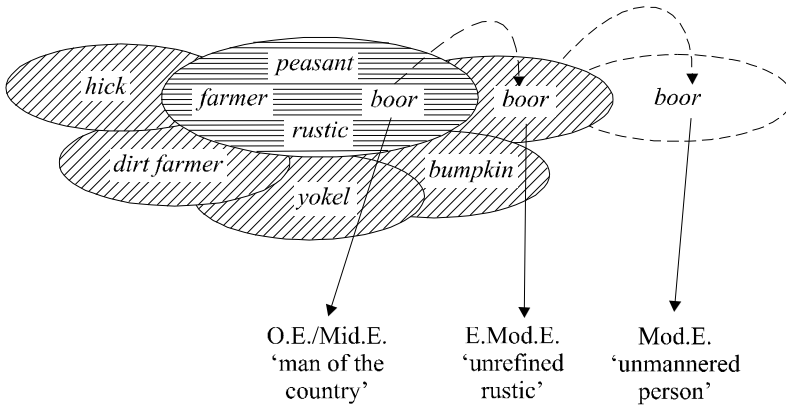 peasant
hick
farmer
boor
boor
boor
rustic
dirt farmer
bumpkin
yokel
O.E./Mid.E.
‘man of the
country’
E.Mod.E.
‘unrefined
rustic’
Mod.E.
‘unmannered
person’